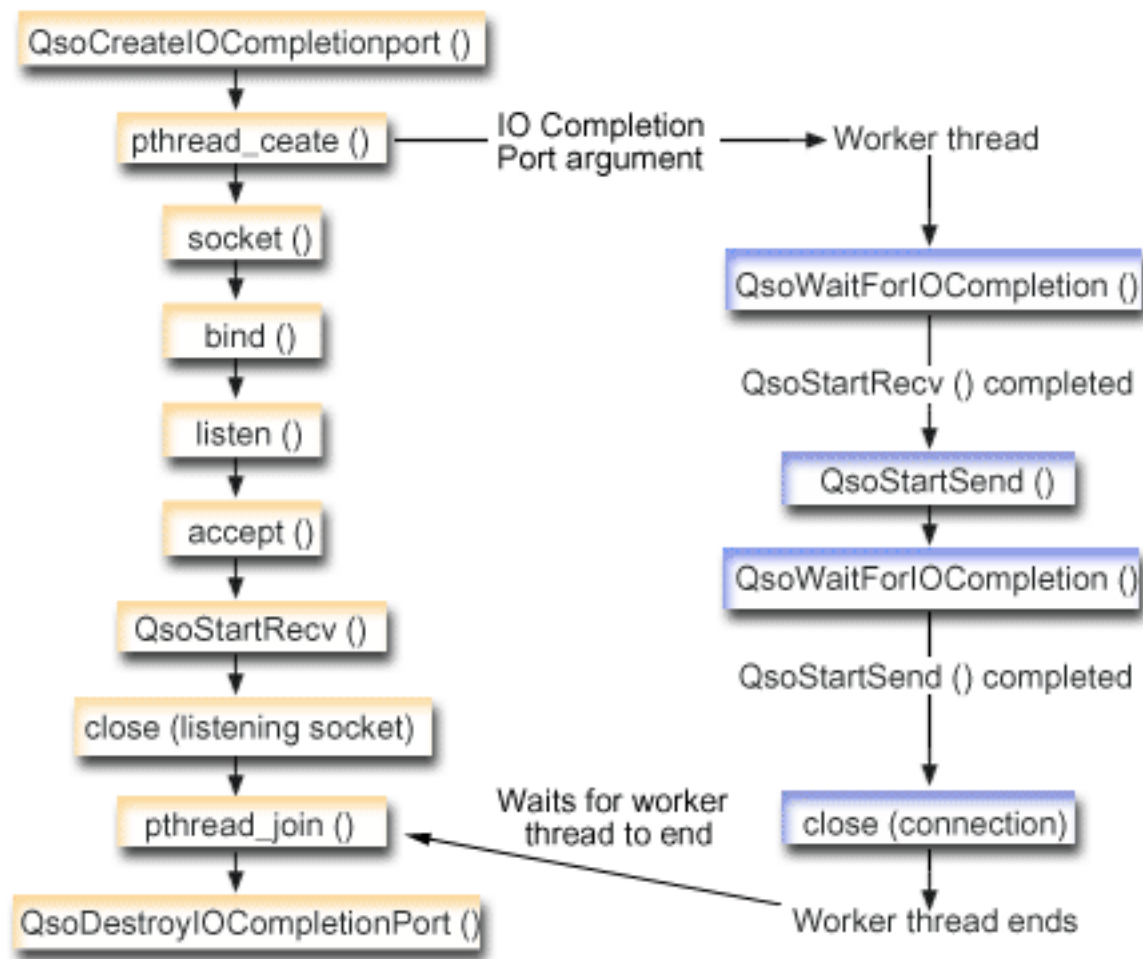 QsoCreateIOCompletionport ()
pthread_ceate ()
IO Completion
Port argument
Worker thread
socket ()
bind ()
listen ()
accept ()
QsoStartRecv ()
close (listening socket)
pthread_join ()
QsoDestroyIOCompletionPort ()
QsoWaitForIOCompletion ()
QsoStartRecv () completed
QsoStartSend ()
QsoWaitForIOCompletion ()
QsoStartSend () completed
close (connection)
Worker thread ends
Waits for worker
thread to end